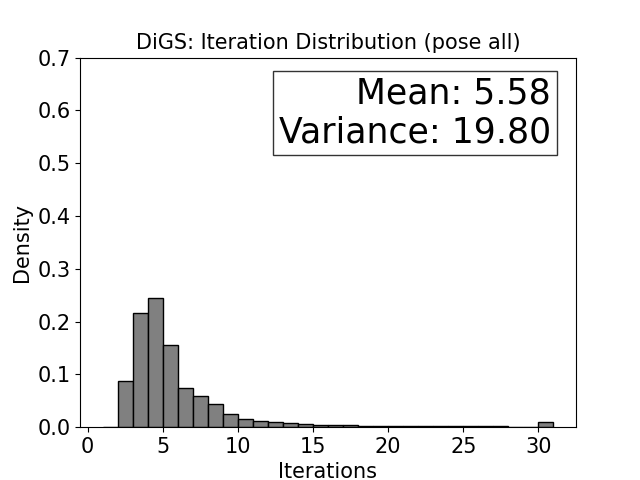 DiGS: Iteration Distribution (pose all)
Mean: 5.58
Variance: 19.80
Density
0.7
0.6
0.5
0.4
0.3
0.2
0.1
0.0
0 5 10 15 20 25 30
Iterations